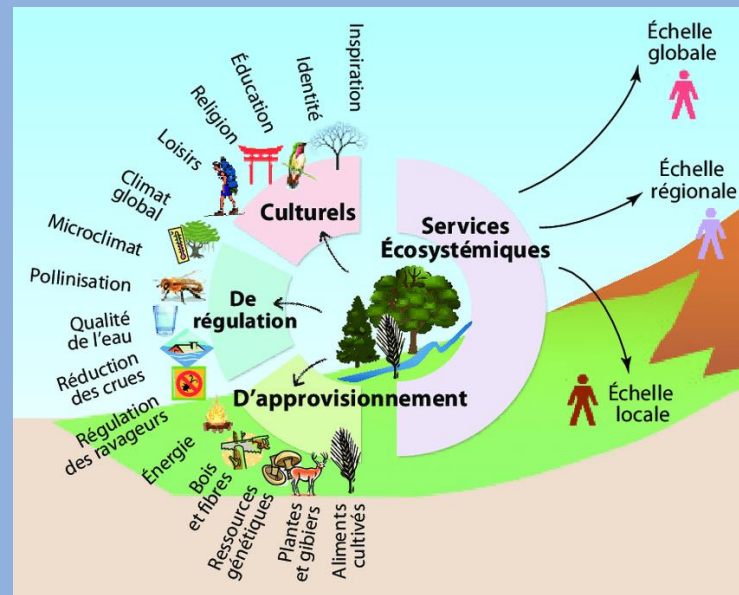 Inspiration
Identité
Éducation
Religion
Loisirs
Climat
global
Microclimat
Pollinisation
Qualité
de l'eau
Réduction
des crues
Régulation
des ravageurs
Énergie
Bois
et fibres
Ressources
génétiques
Plantes
et gibiers
Aliments
cultivés
Culturels
De
régulation
D'approvisionnement
Services
Écosystémiques
Échelle
globale
Échelle
régionale
Échelle
locale